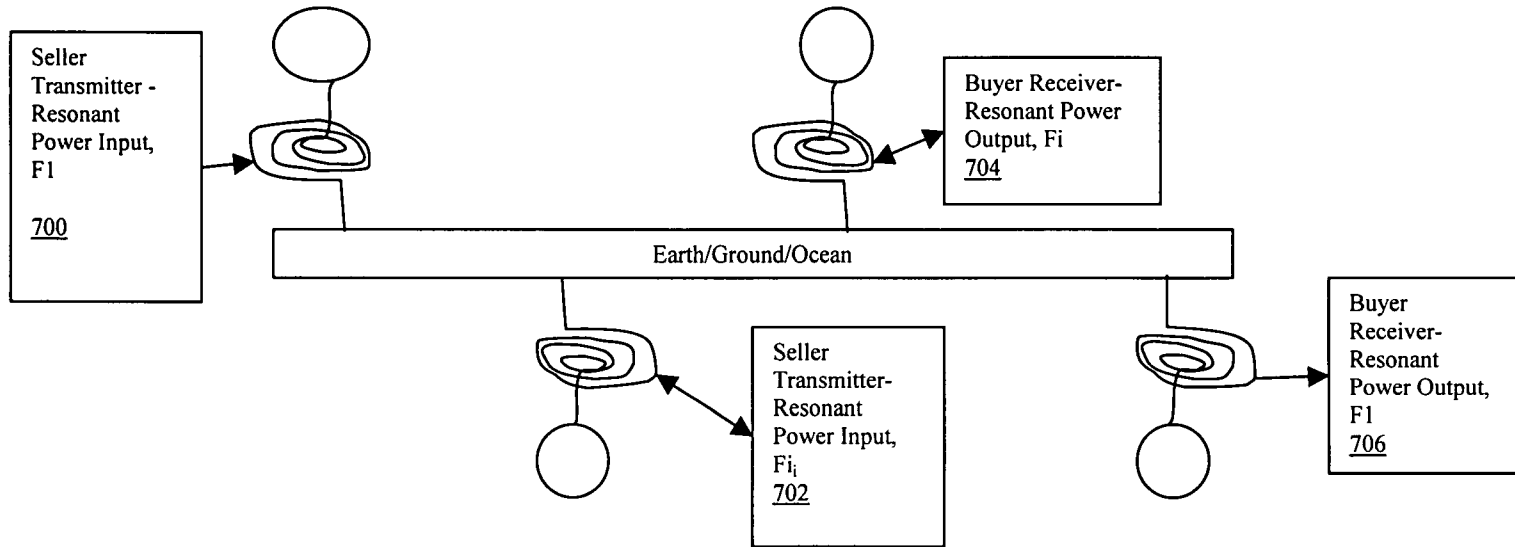 Seller
Transmitter -
Resonant
Power Input,
F1
700
Buyer Receiver-
Resonant Power
Output, Fi
704
Earth/Ground/Ocean
Seller
Transmitter-
Resonant
Power Input,
Fii
702
Buyer
Receiver-
Resonant
Power Output,
F1
706